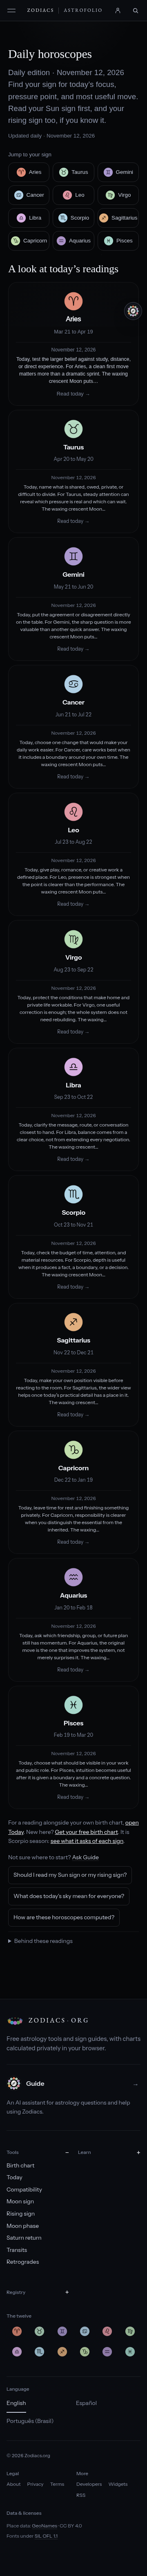 ZODIACS | ASTROFOLIO
Daily horoscopes
Daily edition · November 12, 2026
Find your sign for today's focus,
pressure point, and most useful move.
Read your Sun sign first, and your
rising sign too, if you know it.
Updated daily · November 12, 2026
Jump to your sign
Aries
Taurus
Gemini
Cancer
Leo
Virgo
Libra
Scorpio
Sagittarius
Capricorn
Aquarius
Pisces
A look at today's readings
Aries
Mar 21 to Apr 19
November 12, 2026
Today, test the larger belief against study, distance,
or direct experience. For Aries, a clean first step
matters more than a dramatic sprint. The waxing
crescent Moon puts…
Read today →
Taurus
Apr 20 to May 20
November 12, 2026
Today, name what is shared, owed, private, or
difficult to divide. For Taurus, steady attention can
reveal which pressure is real and which can wait.
The waxing crescent Moon…
Read today →
Gemini
May 21 to Jun 20
November 12, 2026
Today, put the agreement or disagreement directly
on the table. For Gemini, the sharp question is more
valuable than another quick answer. The waxing
crescent Moon puts…
Read today →
Cancer
Jun 21 to Jul 22
November 12, 2026
Today, choose one change that would make your
daily work easier. For Cancer, care works best when
it includes a boundary around your own time. The
waxing crescent Moon puts…
Read today →
Leo
Jul 23 to Aug 22
November 12, 2026
Today, give play, romance, or creative work a
defined place. For Leo, presence is strongest when
the point is clearer than the performance. The
waxing crescent Moon puts…
Read today →
Virgo
Aug 23 to Sep 22
November 12, 2026
Today, protect the conditions that make home and
private life workable. For Virgo, one useful
correction is enough; the whole system does not
need rebuilding. The waxing…
Read today →
Libra
Sep 23 to Oct 22
November 12, 2026
Today, clarify the message, route, or conversation
closest to hand. For Libra, balance comes from a
clear choice, not from extending every negotiation.
The waxing crescent…
Read today →
Scorpio
Oct 23 to Nov 21
November 12, 2026
Today, check the budget of time, attention, and
material resources. For Scorpio, depth is useful
when it produces a fact, a boundary, or a decision.
The waxing crescent Moon…
Read today →
Sagittarius
Nov 22 to Dec 21
November 12, 2026
Today, make your own position visible before
reacting to the room. For Sagittarius, the wider view
helps once today's practical detail has a place in it.
The waxing crescent…
Read today →
Capricorn
Dec 22 to Jan 19
November 12, 2026
Today, leave time for rest and finishing something
privately. For Capricorn, responsibility is clearer
when you distinguish the essential from the
inherited. The waxing…
Read today →
Aquarius
Jan 20 to Feb 18
November 12, 2026
Today, ask which friendship, group, or future plan
still has momentum. For Aquarius, the original
move is the one that improves the system, not
merely surprises it. The waxing…
Read today →
Pisces
Feb 19 to Mar 20
November 12, 2026
Today, choose what should be visible in your work
and public role. For Pisces, intuition becomes useful
after it is given a boundary and a concrete question.
The waxing…
Read today →
For a reading alongside your own birth chart, open
Today. New here? Get your free birth chart. It is
Scorpio season: see what it asks of each sign.
Not sure where to start? Ask Guide
Should I read my Sun sign or my rising sign?
What does today's sky mean for everyone?
How are these horoscopes computed?
▶ Behind these readings
ZODIACS·ORG
Free astrology tools and sign guides, with charts
calculated privately in your browser.
Guide →
An AI assistant for astrology questions and help
using Zodiacs.
Tools −
Learn +
Birth chart
Today
Compatibility
Moon sign
Rising sign
Moon phase
Saturn return
Transits
Retrogrades
Registry +
The twelve
Language
English
Español
Português (Brasil)
© 2026 Zodiacs.org
Legal
More
About Privacy Terms
Developers Widgets
RSS
Data & licenses
Place data: GeoNames · CC BY 4.0
Fonts under SIL OFL 1.1